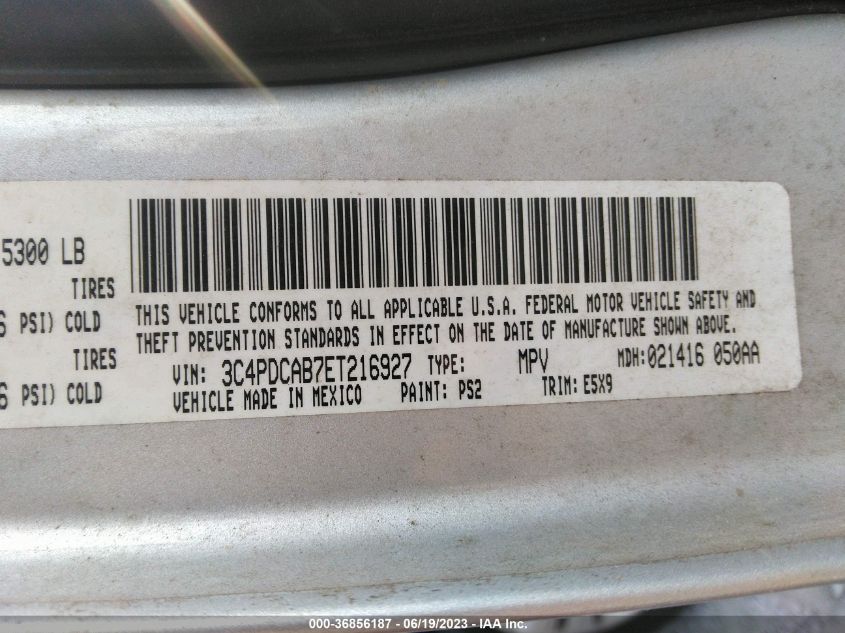 5300 LB
TIRES
6 PSI) COLD
TIRES
6 PSI) COLD
THIS VEHICLE CONFORMS TO ALL APPLICABLE U.S.A. FEDERAL MOTOR VEHICLE SAFETY AND
THEFT PREVENTION STANDARDS IN EFFECT ON THE DATE OF MANUFACTURE SHOWN ABOVE.
VIN: 3C4PDCAB7ET216927 TYPE: MPV MDH:021416 050AA
VEHICLE MADE IN MEXICO PAINT: PS2 TRIM: E5X9
000-36856187 - 06/19/2023 - IAA Inc.